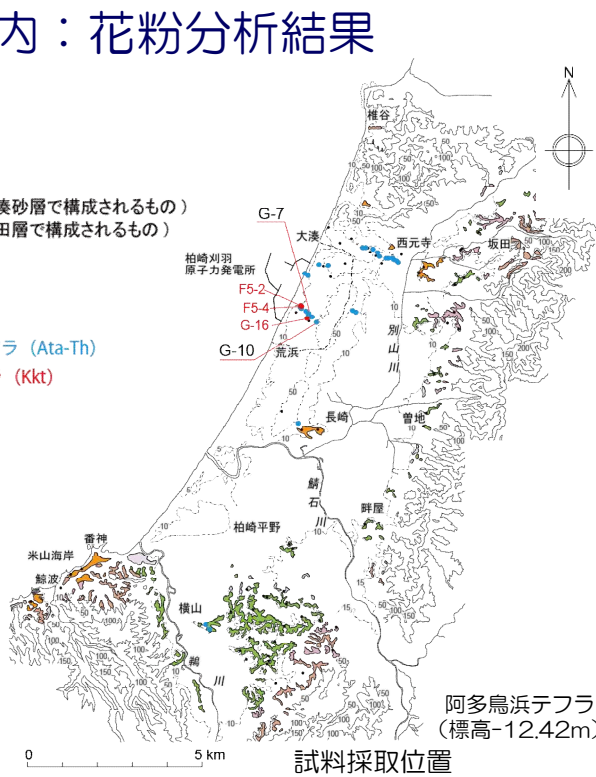 内：花粉分析結果
N
椎谷
湊砂層で構成されるもの）
田層で構成されるもの）
G-7
大湊
西元寺
坂田
柏崎刈羽
原子力発電所
F5-2
F5-4
G-16
G-10
荒浜
別山川
ラ（Ata-Th）
（Kkt）
長崎
曽地
鯖石川
畔屋
柏崎平野
番神
米山海岸
鯨波
横山
鵜川
阿多鳥浜テフラ
（標高-12.42m）
0 5 km
試料採取位置